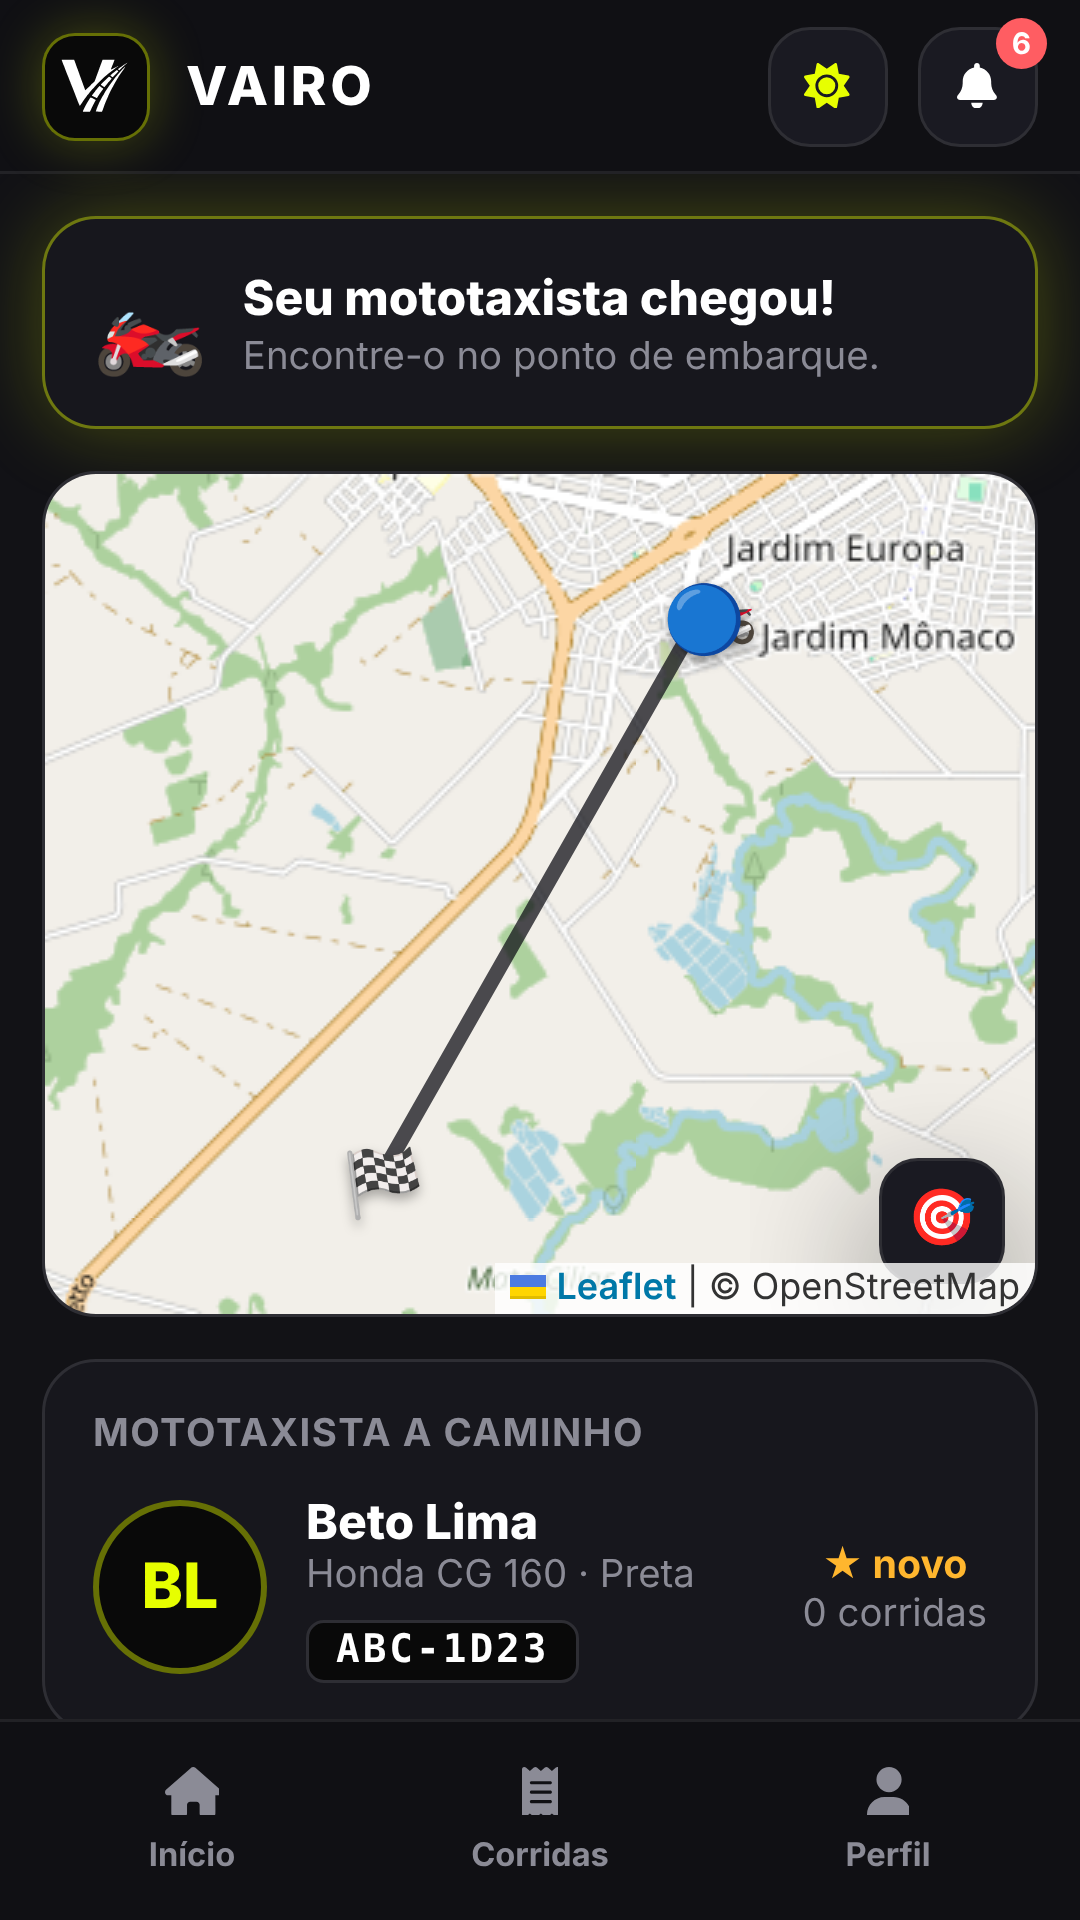 VAIRO
6
Seu mototaxista chegou!
Encontre-o no ponto de embarque.
Jardim Europa
Jardim Mônaco
Leaflet | © OpenStreetMap
MOTOTAXISTA A CAMINHO
BL
Beto Lima
Honda CG 160 · Preta
ABC-1D23
★ novo
0 corridas
Início
Corridas
Perfil